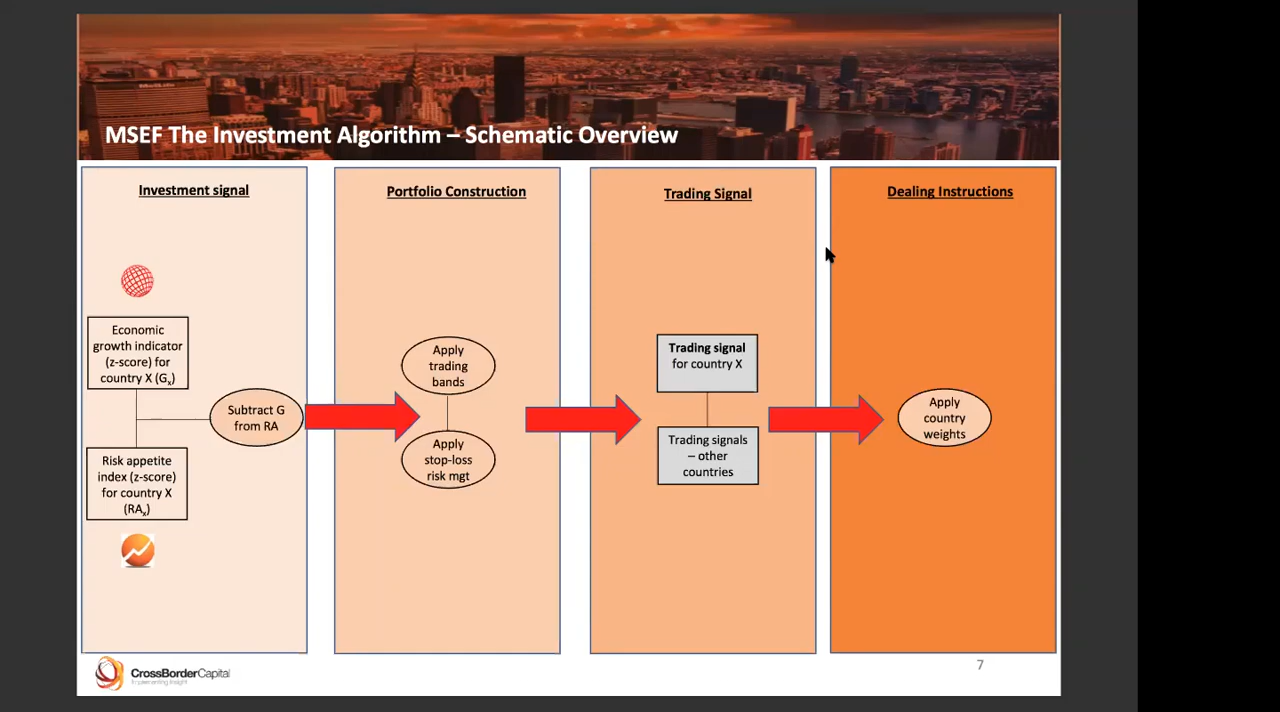 MSEF The Investment Algorithm – Schematic Overview
Investment signal
Economic
growth indicator
(z-score) for
country X (Gx)
Subtract G
from RA
Risk appetite
index (z-score)
for country X
(RAx)
Portfolio Construction
Apply
trading
bands
Apply
stop-loss
risk mgt
Trading Signal
Trading signal
for country X
Trading signals
– other
countries
Dealing Instructions
Apply
country
weights
CrossBorderCapital
7